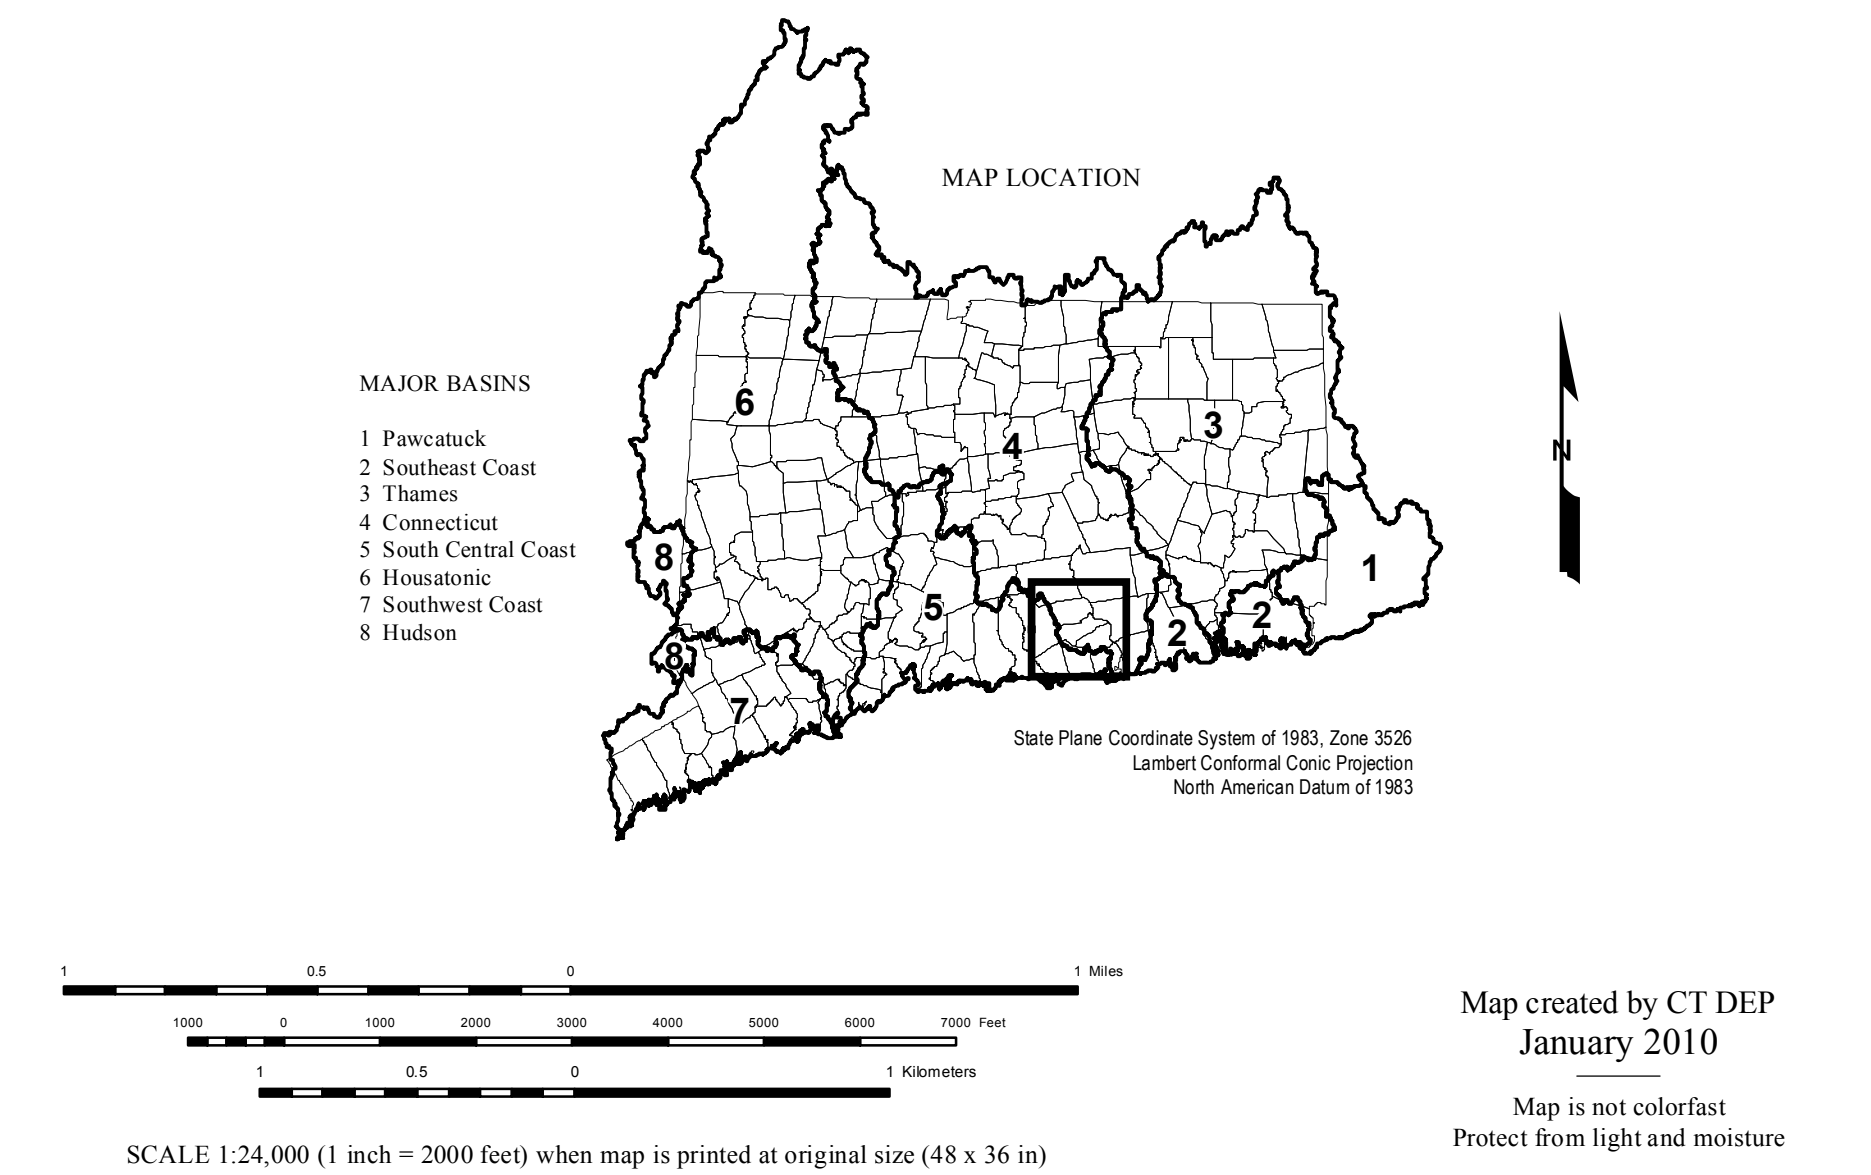 MAP LOCATION
MAJOR BASINS
1 Pawcatuck
2 Southeast Coast
3 Thames
4 Connecticut
5 South Central Coast
6 Housatonic
7 Southwest Coast
8 Hudson
6
4
3
8
1
5
2
2
8
7
N
State Plane Coordinate System of 1983, Zone 3526
Lambert Conformal Conic Projection
North American Datum of 1983
1 0.5 0 1 Miles
1000 0 1000 2000 3000 4000 5000 6000 7000 Feet
1 0.5 0 1 Kilometers
SCALE 1:24,000 (1 inch = 2000 feet) when map is printed at original size (48 x 36 in)
Map created by CT DEP
January 2010
Map is not colorfast
Protect from light and moisture